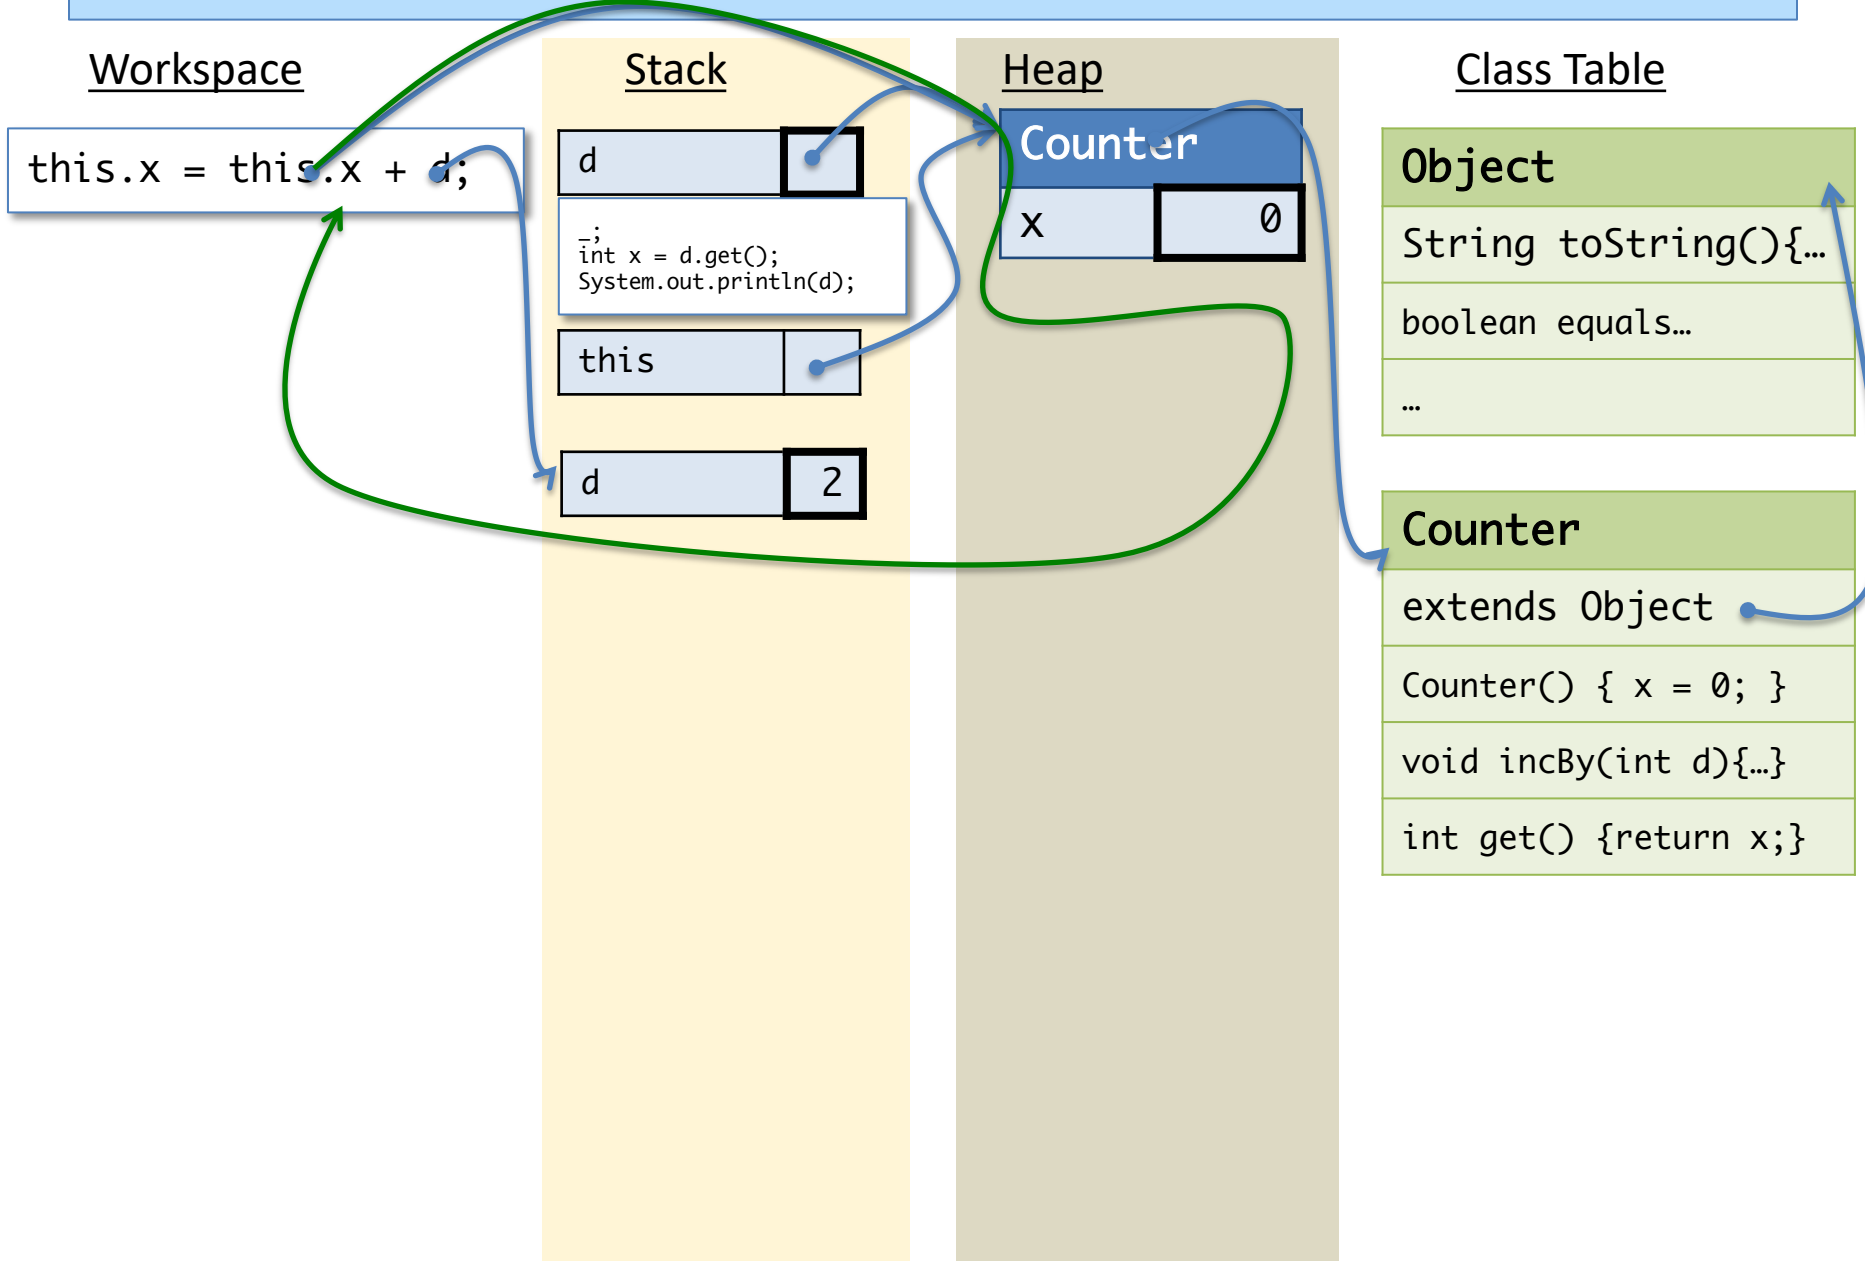 Workspace
this.x = this.x + d;
Stack
d
_;
int x = d.get();
System.out.println(d);
this
d 2
Heap
Counter
x 0
Class Table
Object
String toString(){…
boolean equals…
…
Counter
extends Object
Counter() { x = 0; }
void incBy(int d){…}
int get() {return x;}